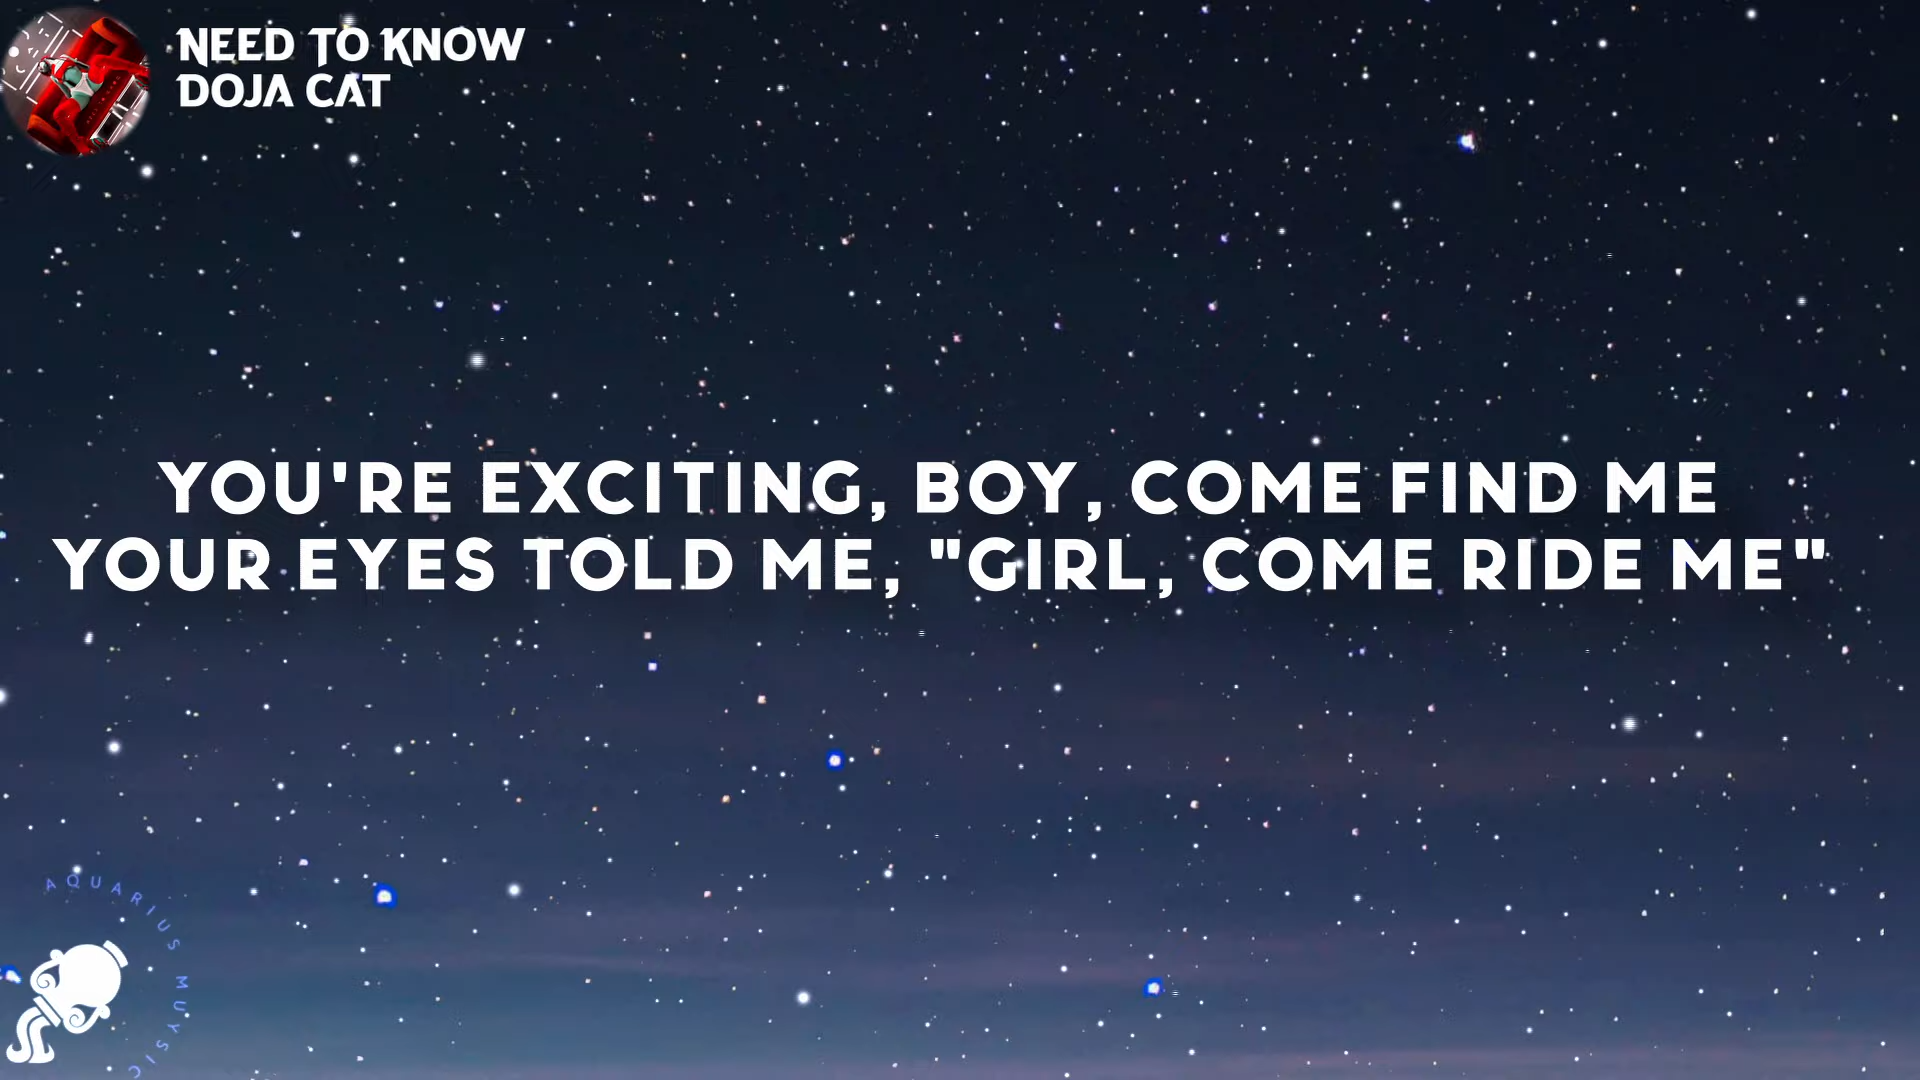 NEED TO KNOW
DOJA CAT
YOU'RE EXCITING, BOY, COME FIND ME
YOUR EYES TOLD ME, "GIRL, COME RIDE ME"
AQUARIUS MUYSIC